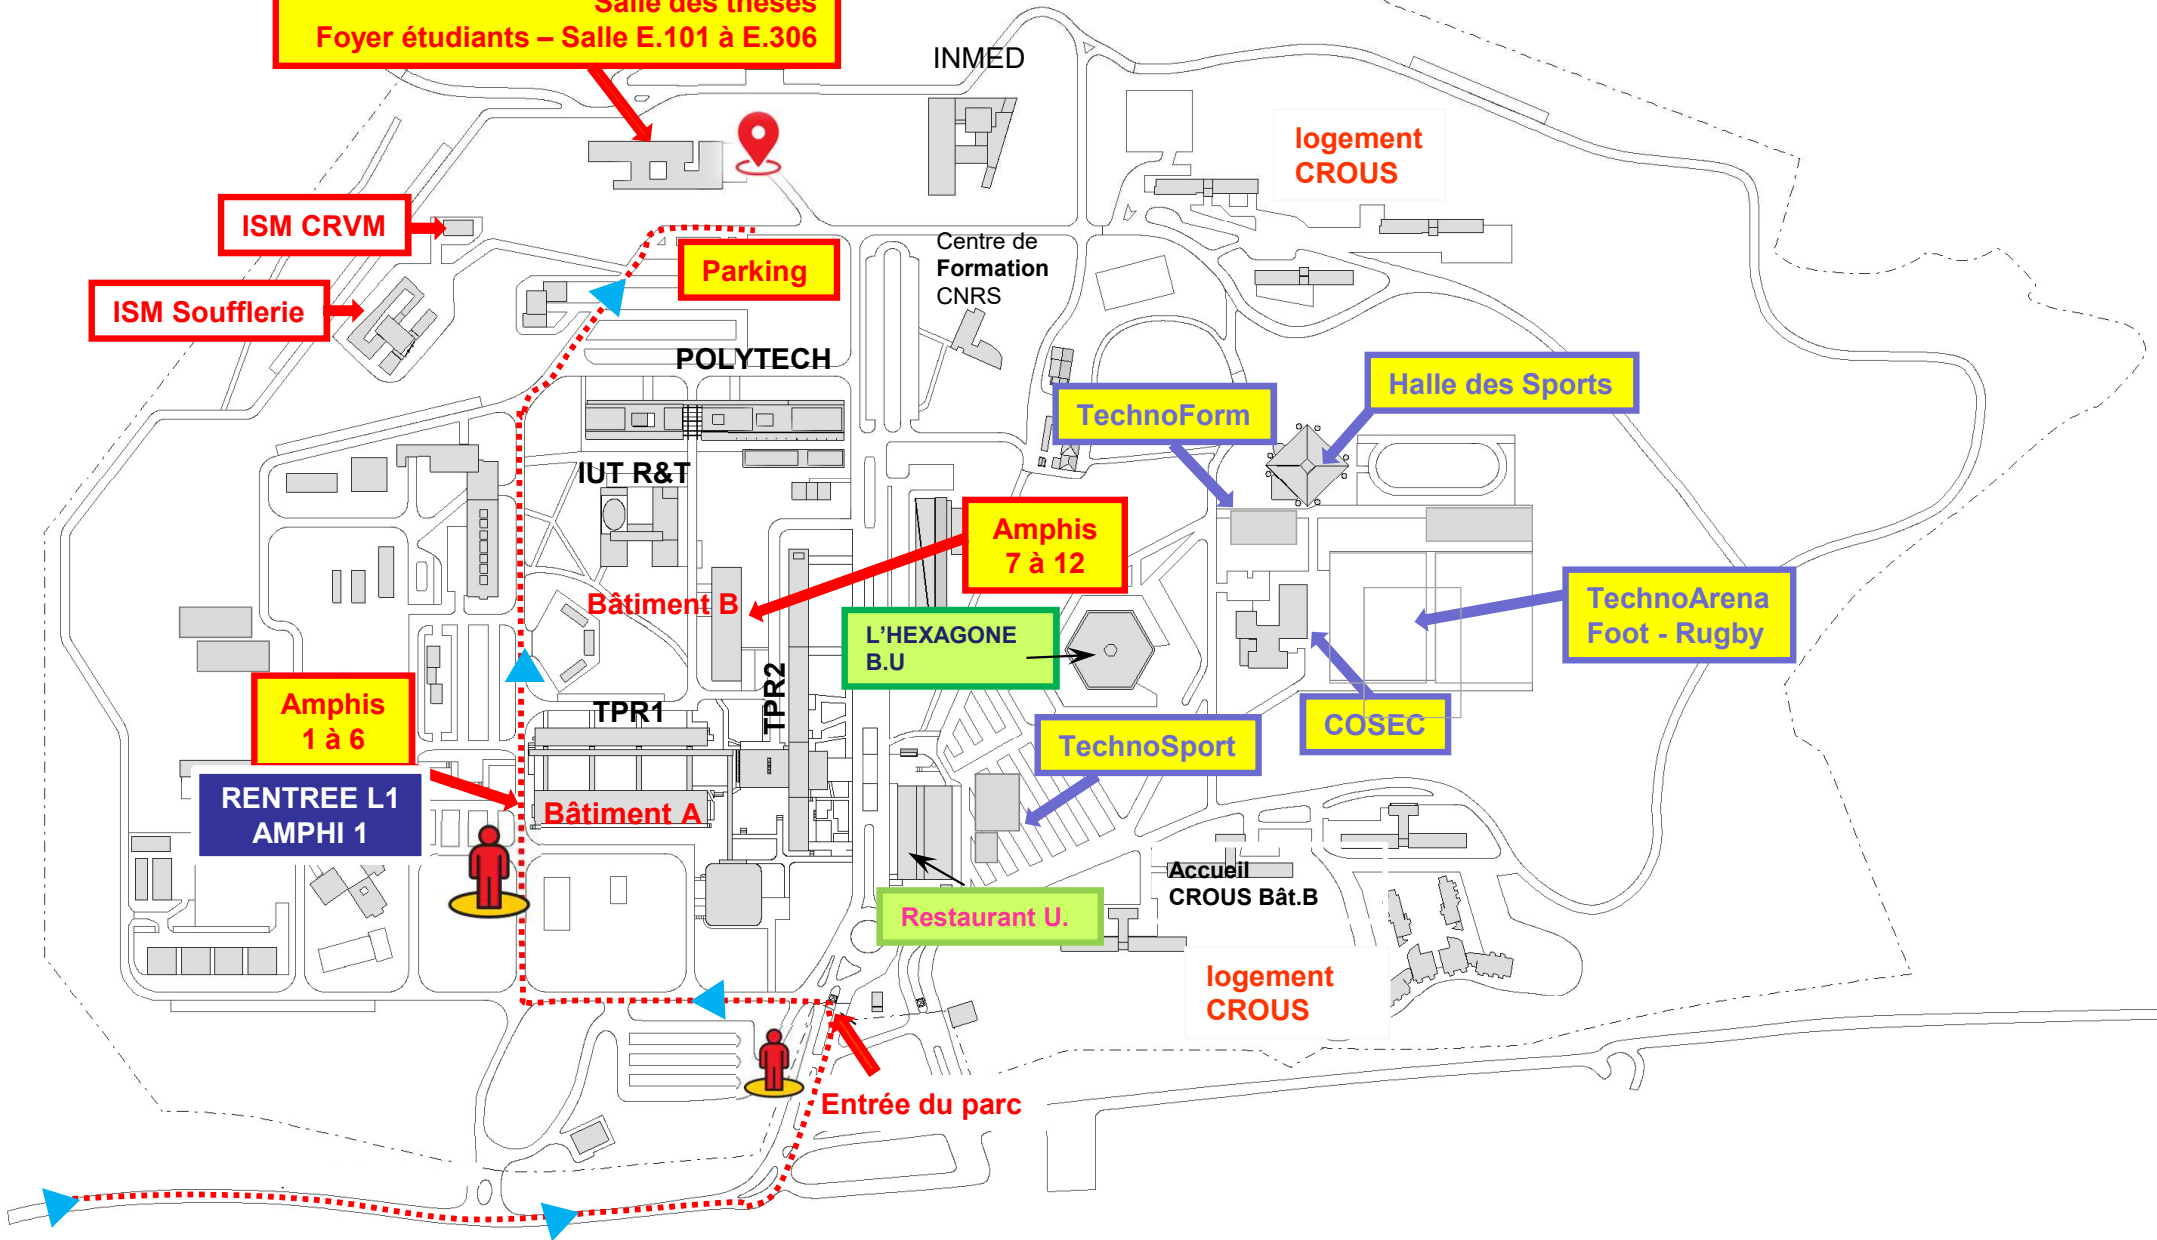 Salle des thèses
Foyer étudiants – Salle E.101 à E.306
INMED
logement
CROUS
ISM CRVM
Centre de
Formation
CNRS
Parking
ISM Soufflerie
POLYTECH
Halle des Sports
TechnoForm
IUT R&T
Amphis
7 à 12
Bâtiment B
TechnoArena
Foot - Rugby
L'HEXAGONE
B.U
Amphis
1 à 6
TPR1
TPR2
COSEC
TechnoSport
RENTREE L1
AMPHI 1
Bâtiment A
Accueil
CROUS Bât.B
Restaurant U.
logement
CROUS
Entrée du parc